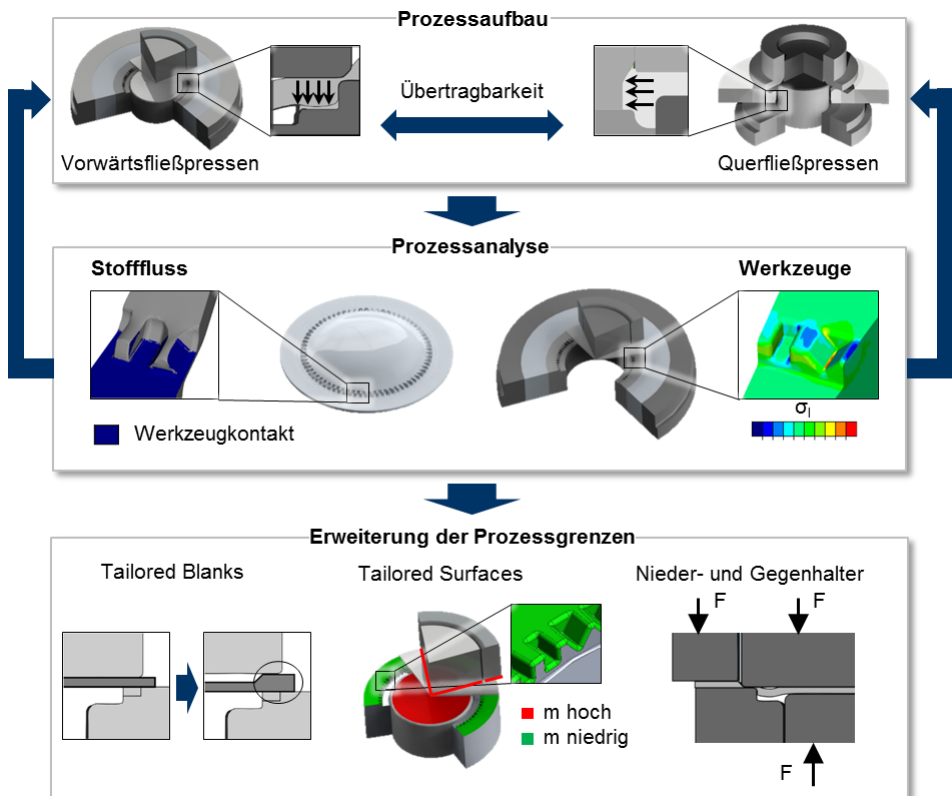 Prozessaufbau
Übertragbarkeit
Vorwärtsfließpressen
Querfließpressen
Prozessanalyse
Stofffluss
Werkzeuge
Werkzeugkontakt
σI
Erweiterung der Prozessgrenzen
Tailored Blanks
Tailored Surfaces
Nieder- und Gegenhalter
F
F
m hoch
m niedrig
F